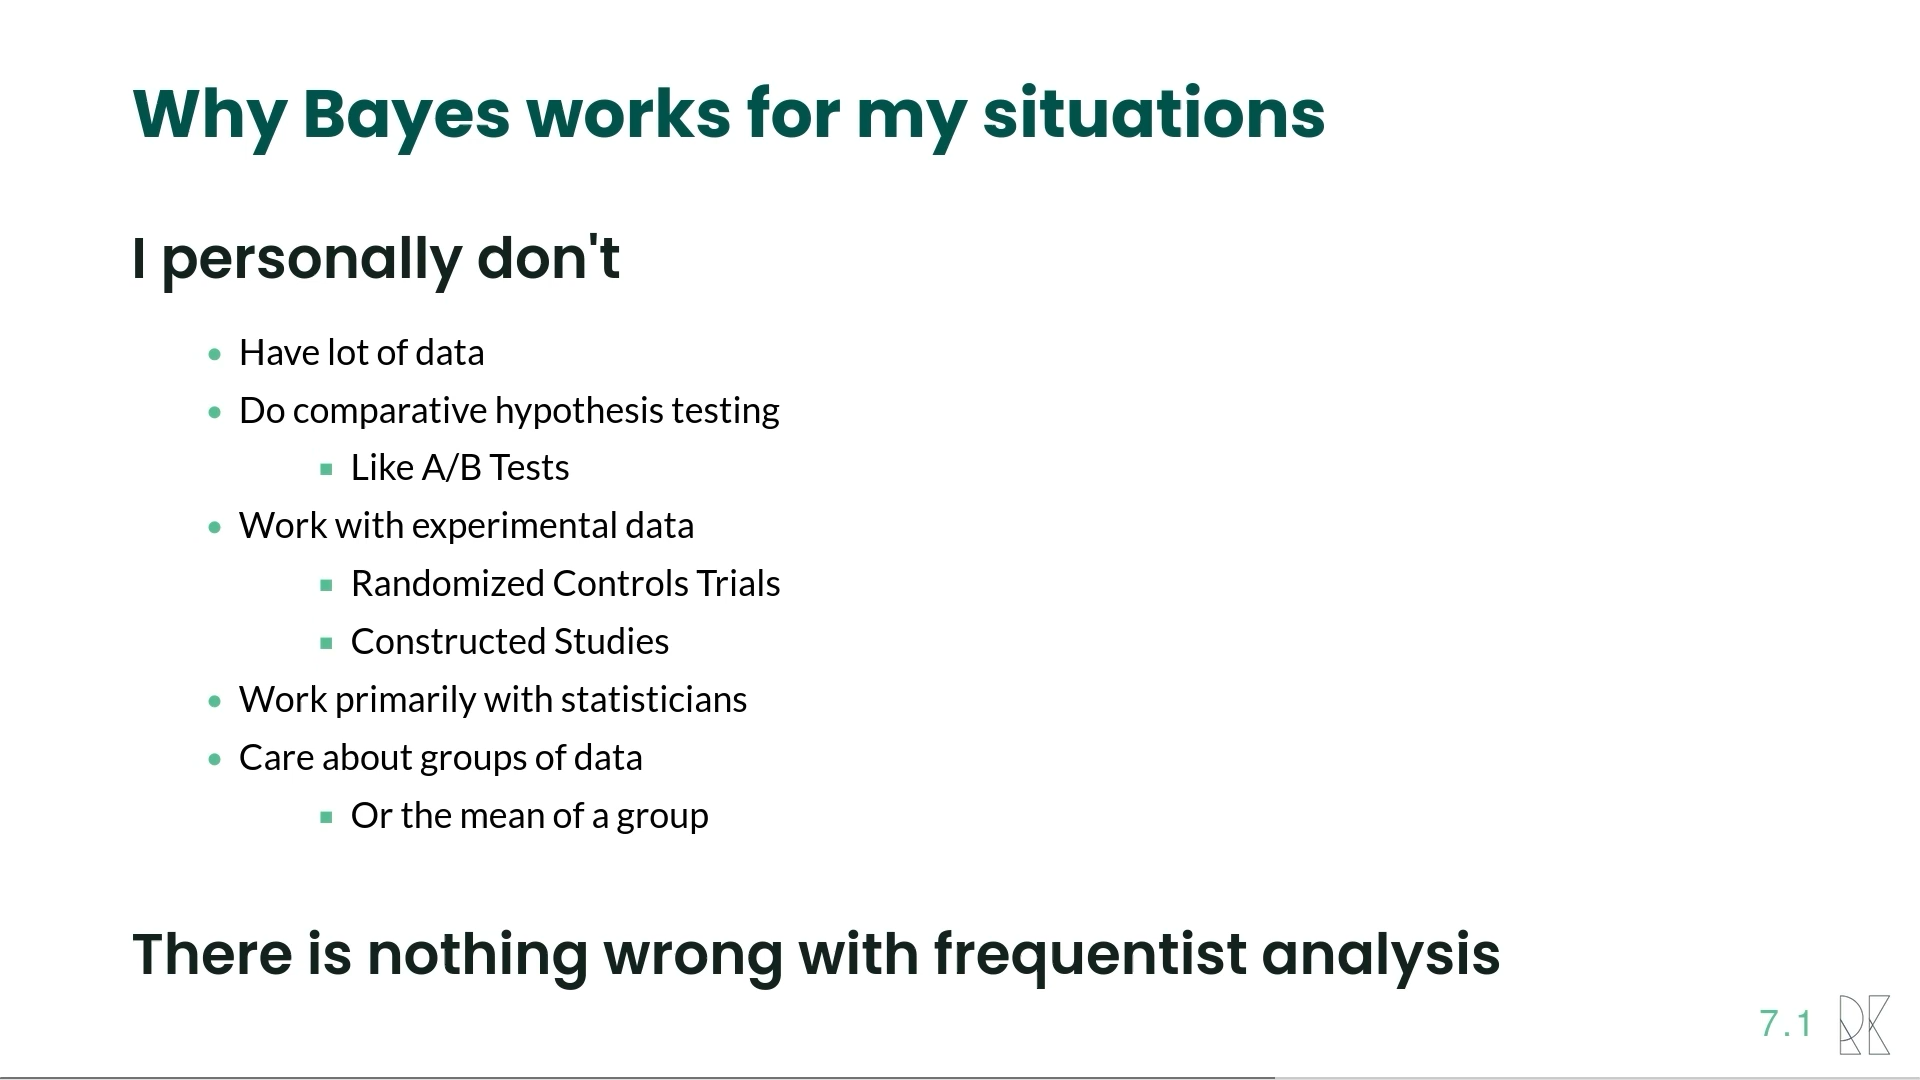 Why Bayes works for my situations
I personally don't
Have lot of data
Do comparative hypothesis testing
Like A/B Tests
Work with experimental data
Randomized Controls Trials
Constructed Studies
Work primarily with statisticians
Care about groups of data
Or the mean of a group
There is nothing wrong with frequentist analysis
7.1
RK